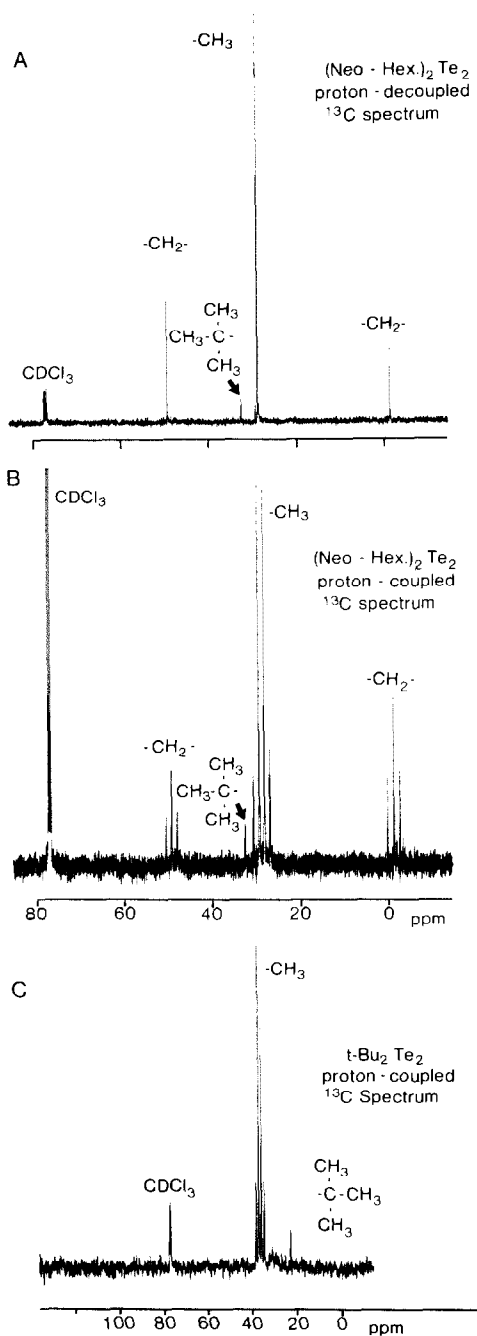 A
-CH3
(Neo - Hex.)2 Te2
proton - decoupled
13C spectrum
-CH2-
CH3
CH3-C-
CH3
-CH2-
CDCl3
B
CDCl3
-CH3
(Neo - Hex.)2 Te2
proton - coupled
13C spectrum
-CH2-
-CH2-
CH3
CH3-C-
CH3
80
60
40
20
0
ppm
C
-CH3
t-Bu2 Te2
proton - coupled
13C Spectrum
CDCl3
CH3
-C-CH3
CH3
100
80
60
40
20
0
ppm